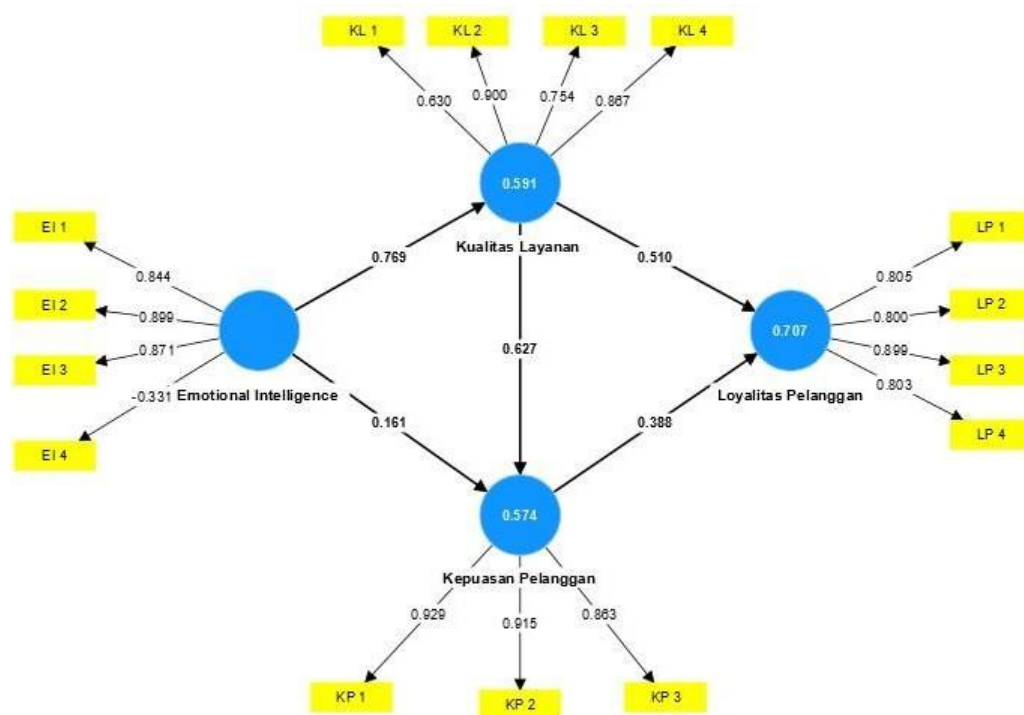 KL 1
KL 2
KL 3
KL 4
0.630
0.900
0.754
0.867
0.591
Kualitas Layanan
EI 1
EI 2
EI 3
EI 4
0.844
0.899
0.871
-0.331
Emotional Intelligence
0.769
0.161
0.627
0.510
0.388
0.707
Loyalitas Pelanggan
LP 1
LP 2
LP 3
LP 4
0.805
0.800
0.899
0.803
0.574
Kepuasan Pelanggan
0.929
0.915
0.863
KP 1
KP 2
KP 3